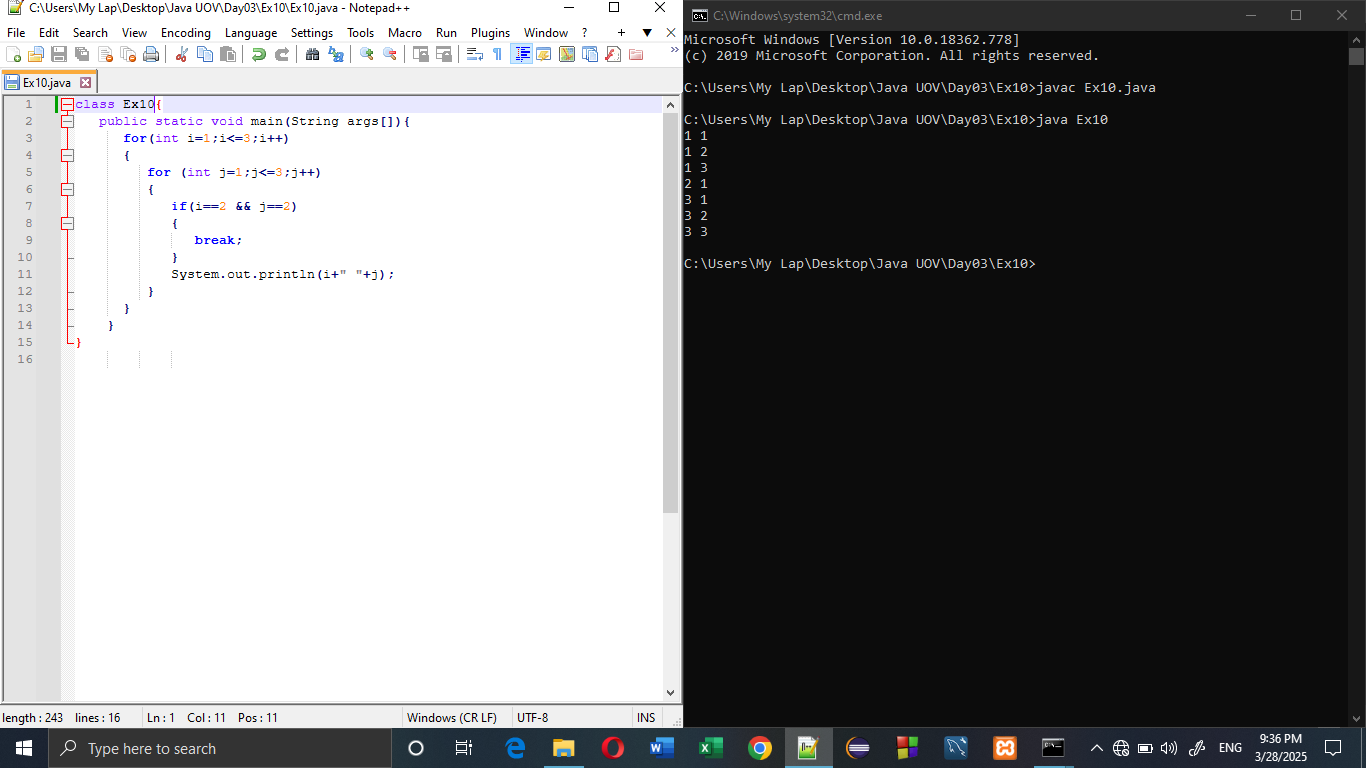 C:\Users\My Lap\Desktop\Java UOV\Day03\Ex10\Ex10.java - Notepad++
File Edit Search View Encoding Language Settings Tools Macro Run Plugins Window ? + ▼ X
Ex10.java
1 class Ex10{
2 public static void main(String args[]){
3 for(int i=1;i<=3;i++)
4 {
5 for (int j=1;j<=3;j++)
6 {
7 if(i==2 && j==2)
8 {
9 break;
10 }
11 System.out.println(i+" "+j);
12 }
13 }
14 }
15 }
16
length : 243 lines : 16 Ln : 1 Col : 11 Pos : 11 Windows (CR LF) UTF-8 INS
C:\Windows\system32\cmd.exe
Microsoft Windows [Version 10.0.18362.778]
(c) 2019 Microsoft Corporation. All rights reserved.
C:\Users\My Lap\Desktop\Java UOV\Day03\Ex10>javac Ex10.java
C:\Users\My Lap\Desktop\Java UOV\Day03\Ex10>java Ex10
1 1
1 2
1 3
2 1
3 1
3 2
3 3
C:\Users\My Lap\Desktop\Java UOV\Day03\Ex10>
Type here to search
ENG
9:36 PM
3/28/2025